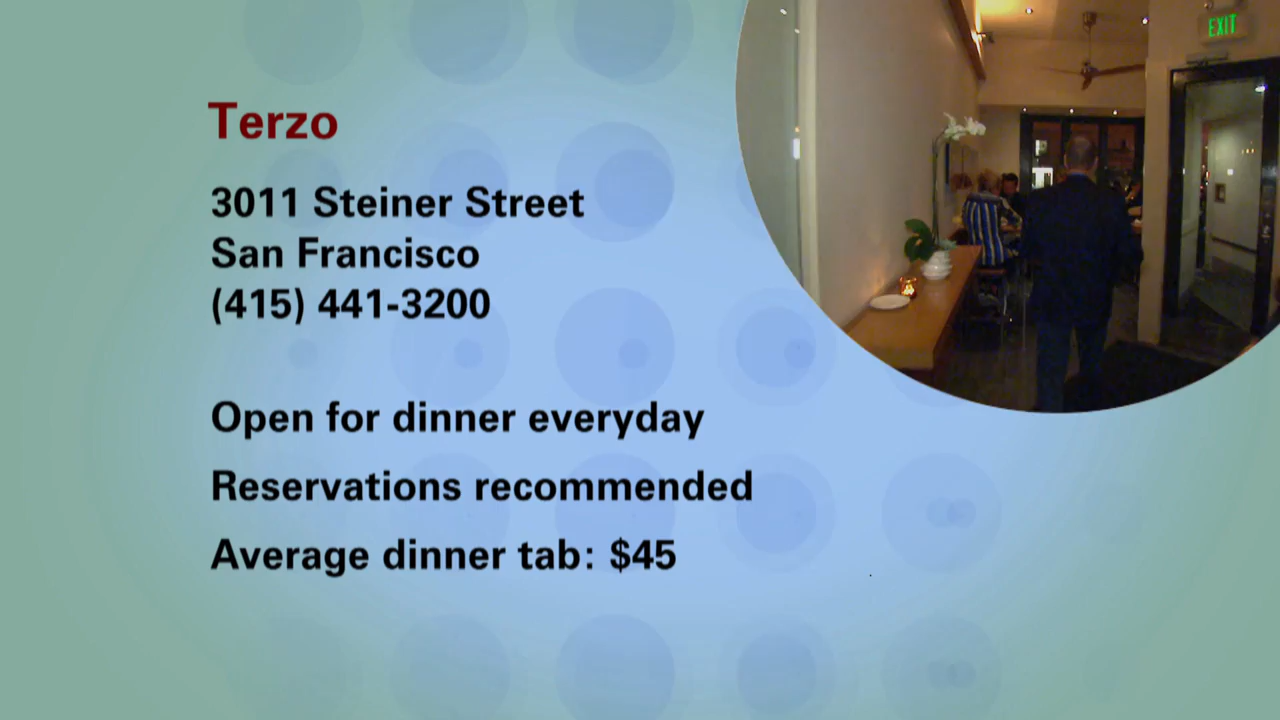 Terzo
3011 Steiner Street
San Francisco
(415) 441-3200
Open for dinner everyday
Reservations recommended
Average dinner tab: $45
EXIT